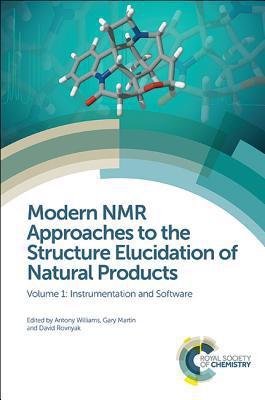 Modern NMR
Approaches to the
Structure Elucidation of
Natural Products
Volume 1: Instrumentation and Software
Edited by Antony Williams, Gary Martin
and David Rovnyak
ROYAL SOCIETY
OF CHEMISTRY